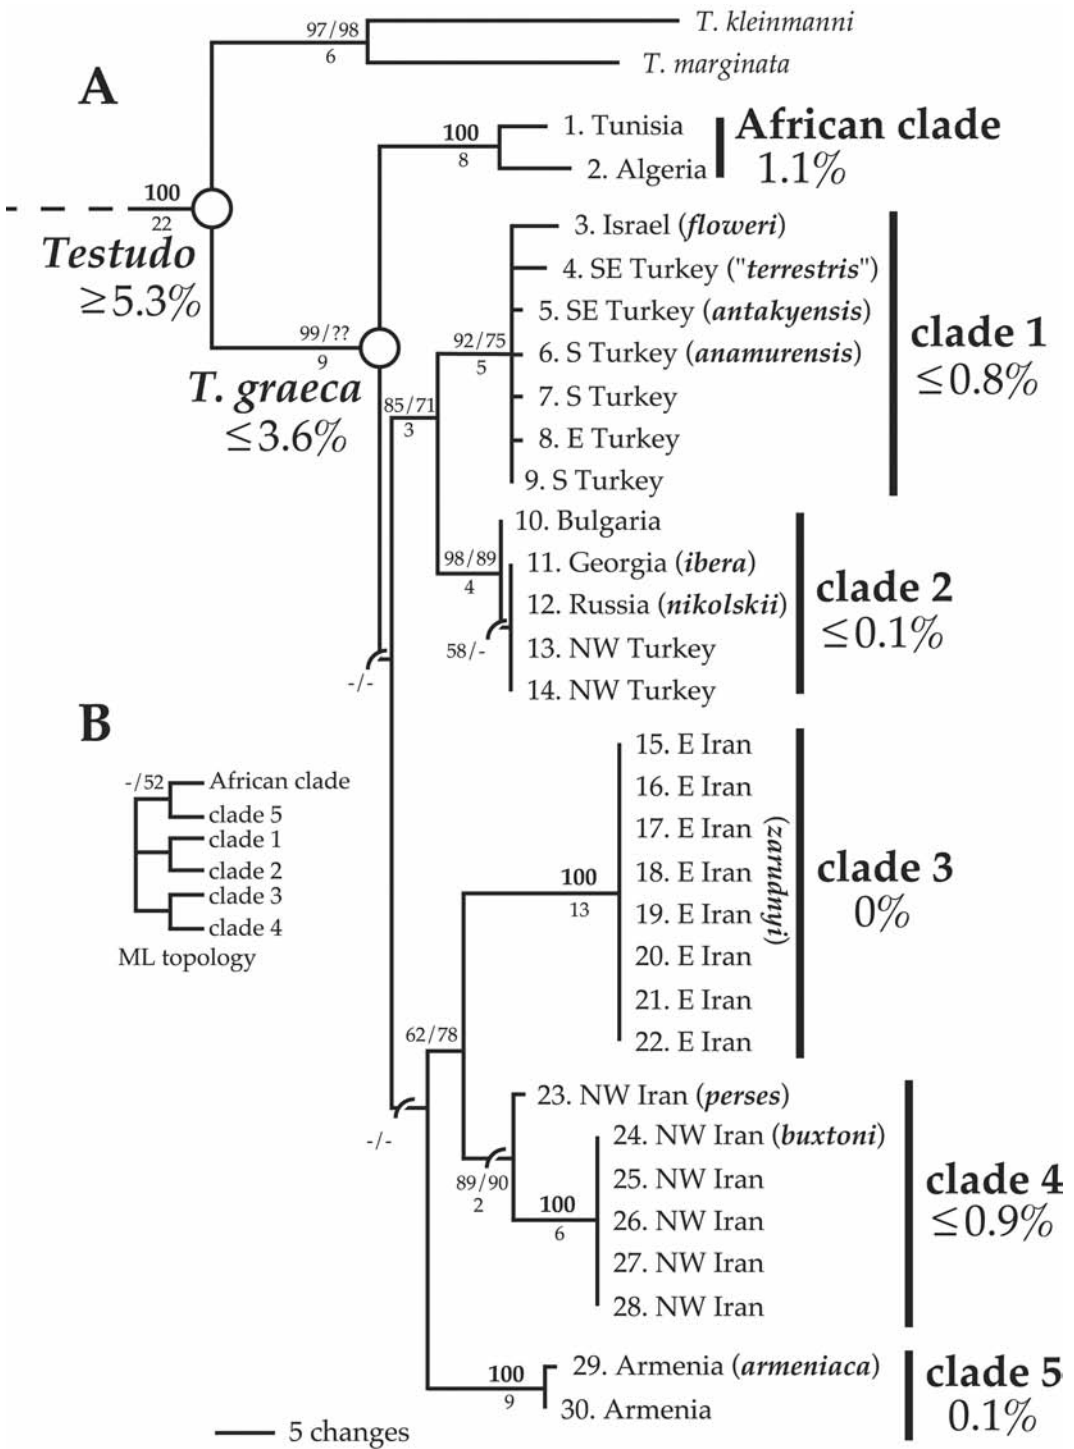 A
97/98
6
T. kleinmanni
T. marginata
100
22
Testudo
≥5.3%
99/??
9
T. graeca
≤3.6%
100
8
1. Tunisia
2. Algeria
African clade
1.1%
-/-
85/71
3
92/75
5
3. Israel (floweri)
4. SE Turkey ("terrestris")
5. SE Turkey (antakyensis)
6. S Turkey (anamurensis)
7. S Turkey
8. E Turkey
9. S Turkey
clade 1
≤0.8%
98/89
4
58/-
10. Bulgaria
11. Georgia (ibera)
12. Russia (nikolskii)
13. NW Turkey
14. NW Turkey
clade 2
≤0.1%
-/-
62/78
100
13
15. E Iran
16. E Iran
17. E Iran
18. E Iran
19. E Iran
20. E Iran
21. E Iran
22. E Iran
(zarudnyi)
clade 3
0%
89/90
2
23. NW Iran (perses)
100
6
24. NW Iran (buxtoni)
25. NW Iran
26. NW Iran
27. NW Iran
28. NW Iran
clade 4
≤0.9%
100
9
29. Armenia (armeniaca)
30. Armenia
clade 5
0.1%
5 changes
B
-/52
African clade
clade 5
clade 1
clade 2
clade 3
clade 4
ML topology